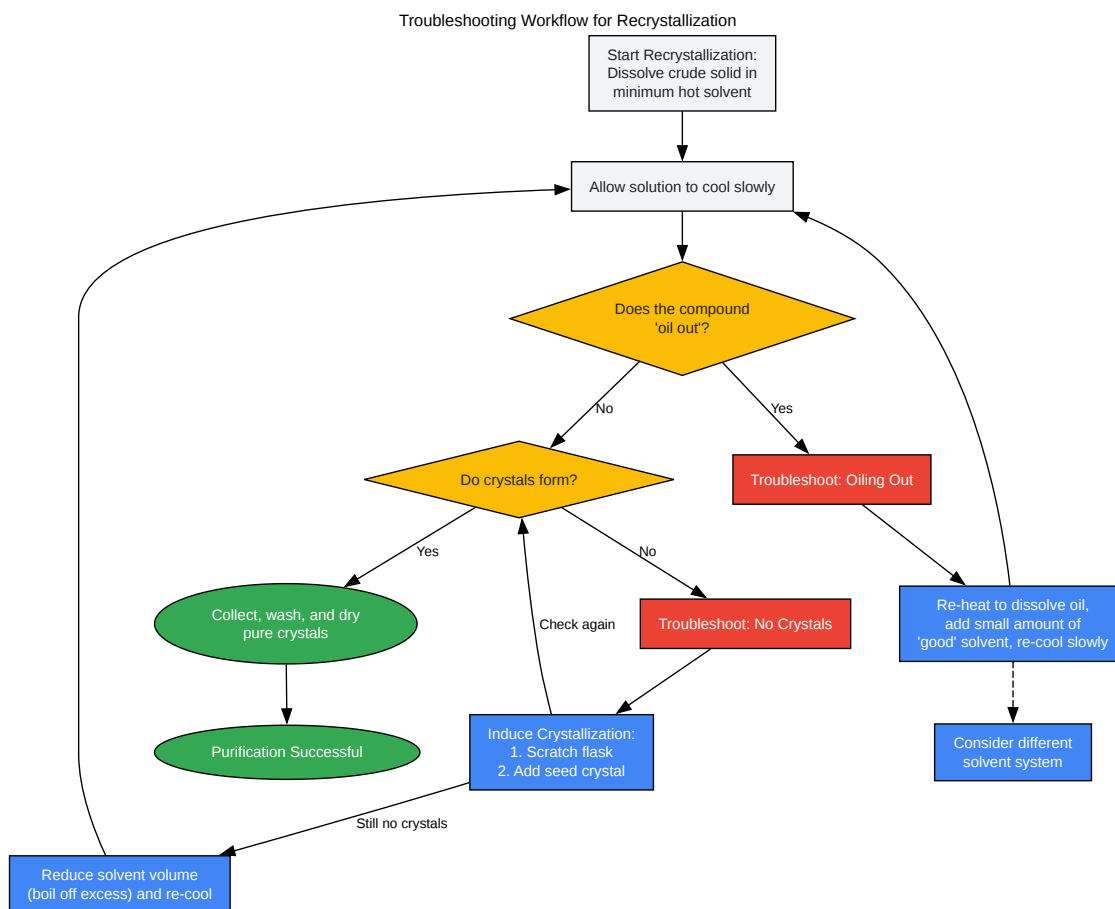 Troubleshooting Workflow for Recrystallization
Start Recrystallization:
Dissolve crude solid in
minimum hot solvent
Allow solution to cool slowly
Does the compound
'oil out'?
No
Yes
Do crystals form?
Troubleshoot: Oiling Out
Yes
No
Collect, wash, and dry
pure crystals
Check again
Troubleshoot: No Crystals
Re-heat to dissolve oil,
add small amount of
'good' solvent, re-cool slowly
Purification Successful
Induce Crystallization:
1. Scratch flask
2. Add seed crystal
Consider different
solvent system
Still no crystals
Reduce solvent volume
(boil off excess) and re-cool